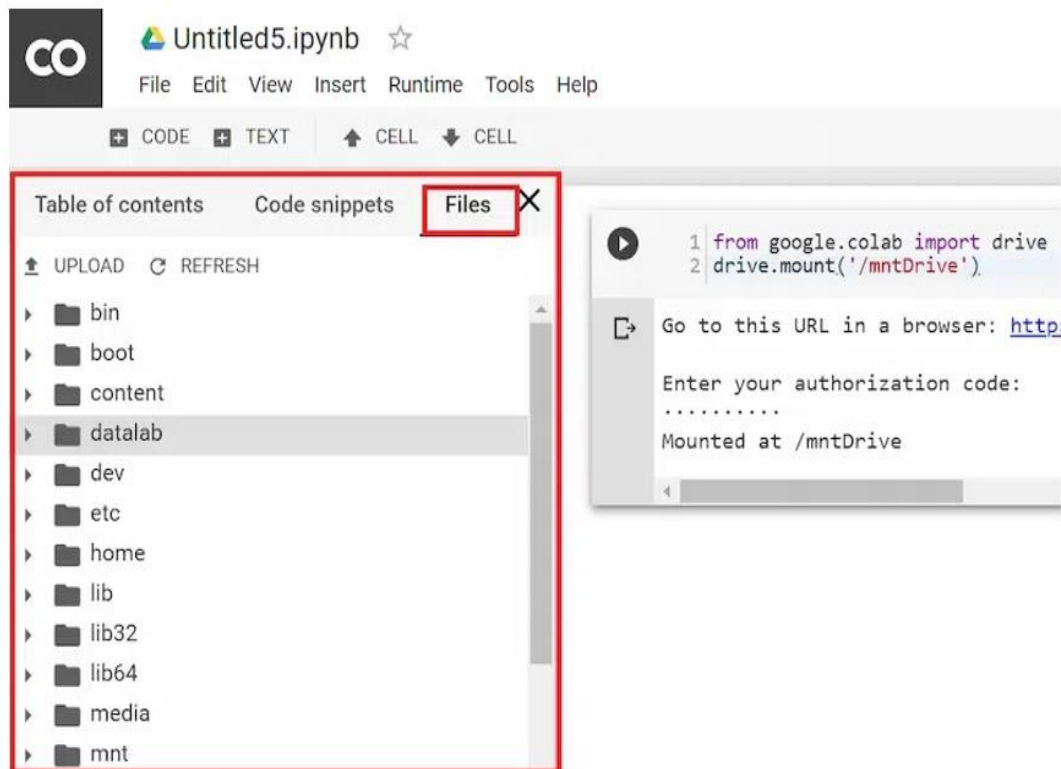 CO
Untitled5.ipynb
File Edit View Insert Runtime Tools Help
CODE TEXT CELL CELL
Table of contents Code snippets Files
UPLOAD REFRESH
bin
boot
content
datalab
dev
etc
home
lib
lib32
lib64
media
mnt
1 from google.colab import drive
2 drive.mount('/mntDrive')
Go to this URL in a browser: http
Enter your authorization code:
..........
Mounted at /mntDrive